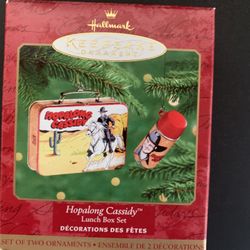 Hallmark
KEEPSAKE
ORNAMENT
HOPALONG
CASSIDY
Hopalong Cassidy™
Lunch Box Set
DÉCORATIONS DES FÊTES
SET OF TWO ORNAMENTS • ENSEMBLE DE 2 DÉCORATIONS